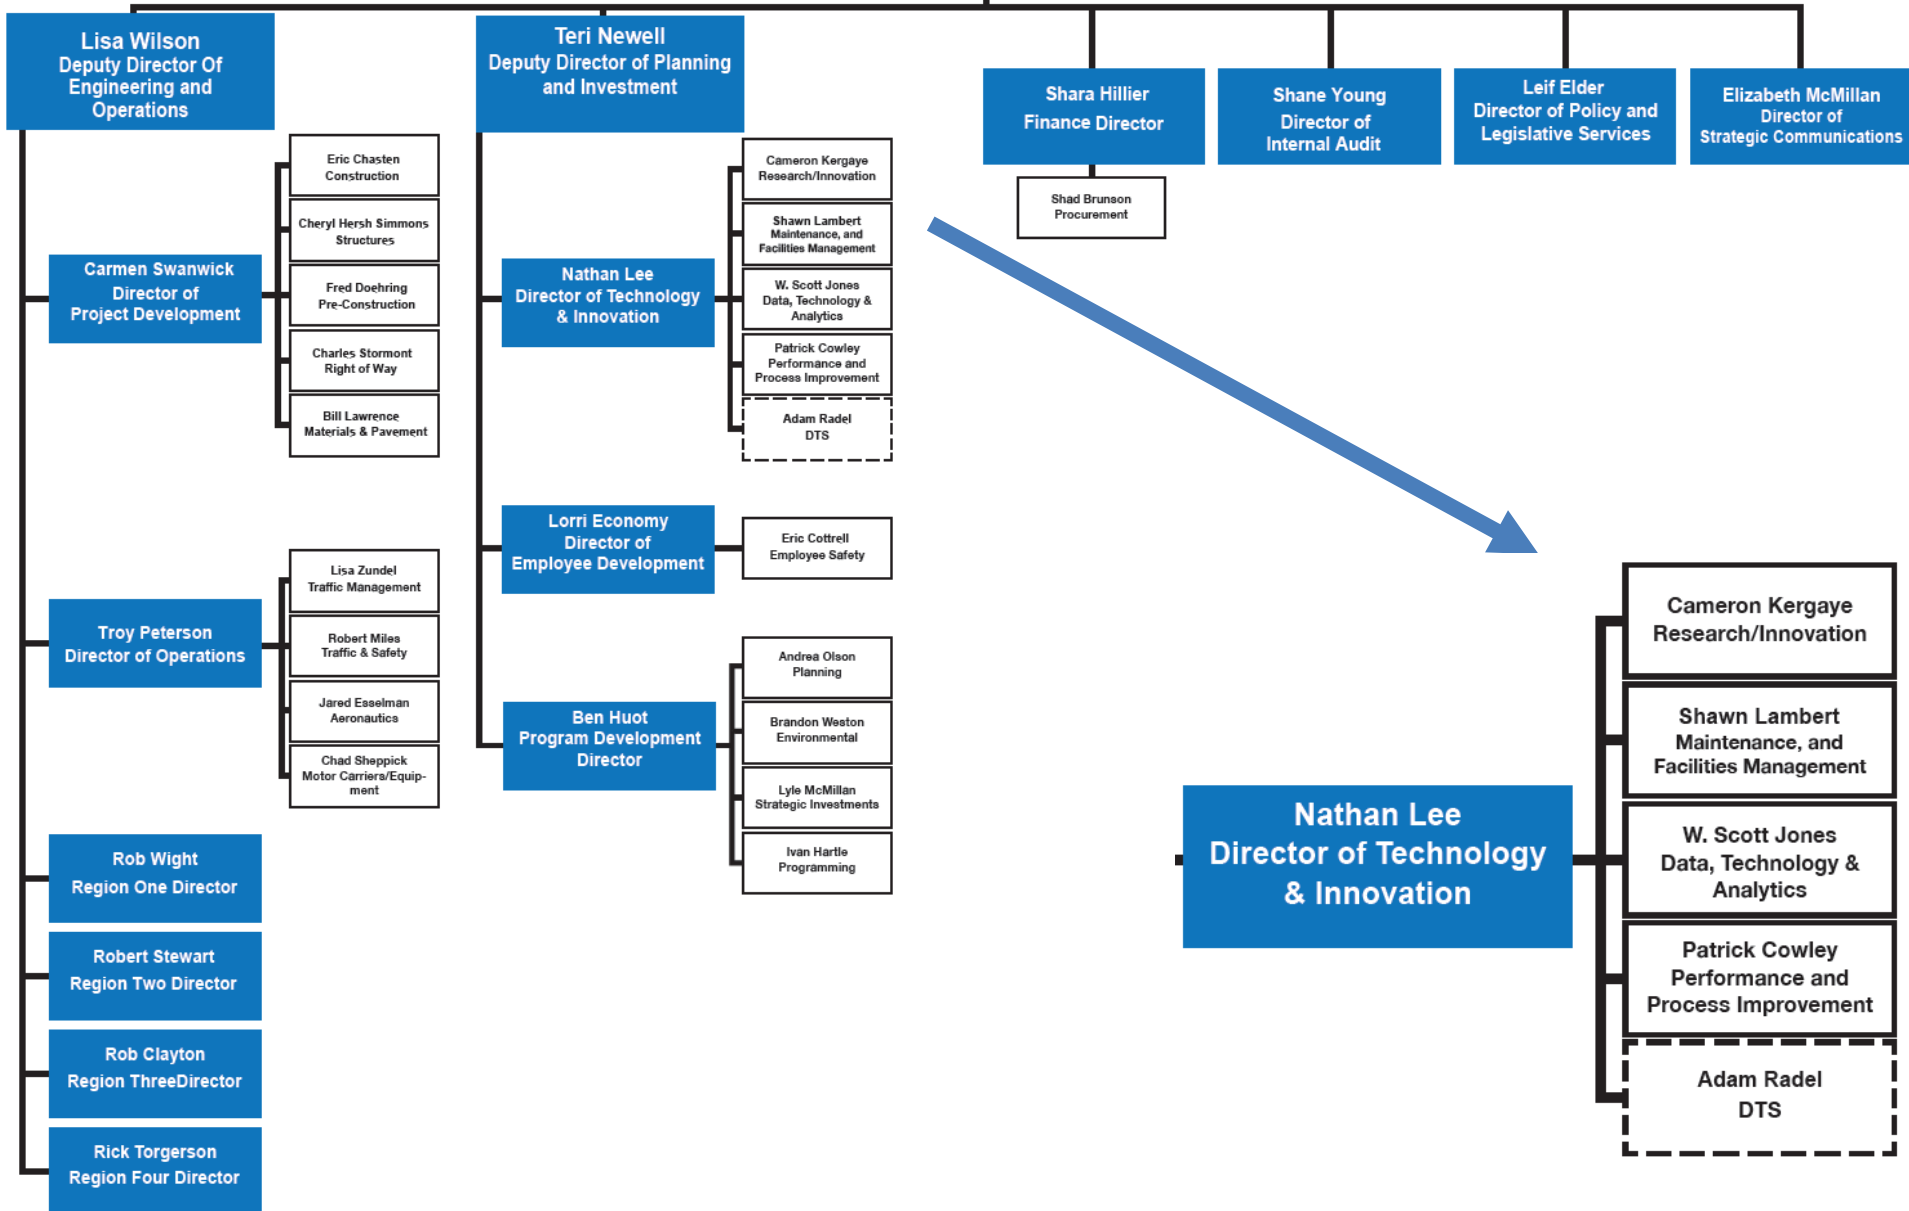 Lisa Wilson
Deputy Director Of
Engineering and
Operations
Teri Newell
Deputy Director of Planning
and Investment
Shara Hillier
Finance Director
Shane Young
Director of
Internal Audit
Leif Elder
Director of Policy and
Legislative Services
Elizabeth McMillan
Director of
Strategic Communications
Shad Brunson
Procurement
Carmen Swanwick
Director of
Project Development
Eric Chasten
Construction
Cheryl Hersh Simmons
Structures
Fred Doehring
Pre-Construction
Charles Stormont
Right of Way
Bill Lawrence
Materials & Pavement
Troy Peterson
Director of Operations
Lisa Zundel
Traffic Management
Robert Miles
Traffic & Safety
Jared Esselman
Aeronautics
Chad Sheppick
Motor Carriers/Equip-
ment
Rob Wight
Region One Director
Robert Stewart
Region Two Director
Rob Clayton
Region ThreeDirector
Rick Torgerson
Region Four Director
Nathan Lee
Director of Technology
& Innovation
Cameron Kergaye
Research/Innovation
Shawn Lambert
Maintenance, and
Facilities Management
W. Scott Jones
Data, Technology &
Analytics
Patrick Cowley
Performance and
Process Improvement
Adam Radel
DTS
Lorri Economy
Director of
Employee Development
Eric Cottrell
Employee Safety
Ben Huot
Program Development
Director
Andrea Olson
Planning
Brandon Weston
Environmental
Lyle McMillan
Strategic Investments
Ivan Hartle
Programming
Nathan Lee
Director of Technology
& Innovation
Cameron Kergaye
Research/Innovation
Shawn Lambert
Maintenance, and
Facilities Management
W. Scott Jones
Data, Technology &
Analytics
Patrick Cowley
Performance and
Process Improvement
Adam Radel
DTS